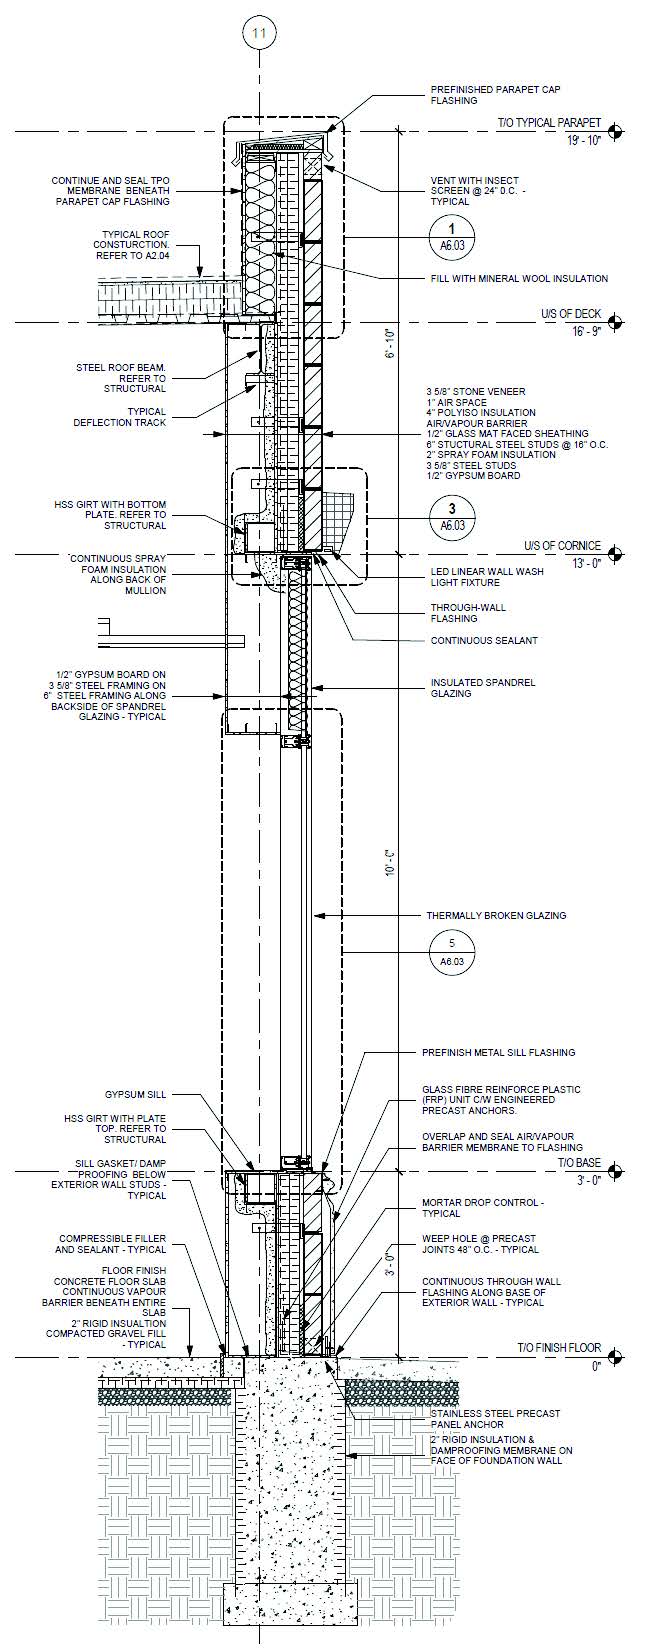 11
PREFINISHED PARAPET CAP
FLASHING
T/O TYPICAL PARAPET
19' - 10"
CONTINUE AND SEAL TPO
MEMBRANE BENEATH
PARAPET CAP FLASHING
VENT WITH INSECT
SCREEN @ 24" O.C. -
TYPICAL
1
A6.03
TYPICAL ROOF
CONSTURCTION.
REFER TO A2.04
FILL WITH MINERAL WOOL INSULATION
U/S OF DECK
16' - 9"
6' - 10"
STEEL ROOF BEAM.
REFER TO
STRUCTURAL
TYPICAL
DEFLECTION TRACK
3 5/8" STONE VENEER
1" AIR SPACE
4" POLYISO INSULATION
AIR/VAPOUR BARRIER
1/2" GLASS MAT FACED SHEATHING
6" STUCTURAL STEEL STUDS @ 16" O.C.
2" SPRAY FOAM INSULATION
3 5/8" STEEL STUDS
1/2" GYPSUM BOARD
HSS GIRT WITH BOTTOM
PLATE. REFER TO
STRUCTURAL
3
A6.03
U/S OF CORNICE
13' - 0"
CONTINUOUS SPRAY
FOAM INSULATION
ALONG BACK OF
MULLION
LED LINEAR WALL WASH
LIGHT FIXTURE
THROUGH-WALL
FLASHING
CONTINUOUS SEALANT
1/2" GYPSUM BOARD ON
3 5/8" STEEL FRAMING ON
6" STEEL FRAMING ALONG
BACKSIDE OF SPANDREL
GLAZING - TYPICAL
INSULATED SPANDREL
GLAZING
10' - 0"
THERMALLY BROKEN GLAZING
5
A6.03
PREFINISH METAL SILL FLASHING
GYPSUM SILL
GLASS FIBRE REINFORCE PLASTIC
(FRP) UNIT C/W ENGINEERED
PRECAST ANCHORS.
HSS GIRT WITH PLATE
TOP. REFER TO
STRUCTURAL
OVERLAP AND SEAL AIR/VAPOUR
BARRIER MEMBRANE TO FLASHING
T/O BASE
3' - 0"
SILL GASKET/ DAMP
PROOFING BELOW
EXTERIOR WALL STUDS -
TYPICAL
MORTAR DROP CONTROL -
TYPICAL
COMPRESSIBLE FILLER
AND SEALANT - TYPICAL
WEEP HOLE @ PRECAST
JOINTS 48" O.C. - TYPICAL
3' - 0"
FLOOR FINISH
CONCRETE FLOOR SLAB
CONTINUOUS VAPOUR
BARRIER BENEATH ENTIRE
SLAB
2" RIGID INSUALTION
COMPACTED GRAVEL FILL
- TYPICAL
CONTINUOUS THROUGH WALL
FLASHING ALONG BASE OF
EXTERIOR WALL - TYPICAL
T/O FINISH FLOOR
0"
STAINLESS STEEL PRECAST
PANEL ANCHOR
2" RIGID INSULATION &
DAMPROOFING MEMBRANE ON
FACE OF FOUNDATION WALL